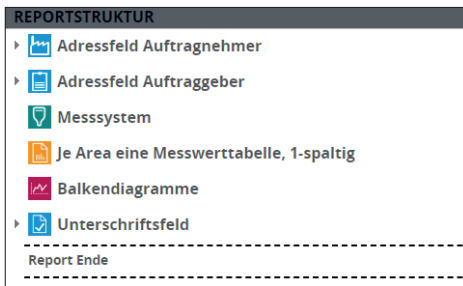 REPORTSTRUKTUR
Adressfeld Auftragnehmer
Adressfeld Auftraggeber
Messsystem
Je Area eine Messwerttabelle, 1-spaltig
Balkendiagramme
Unterschriftsfeld
Report Ende